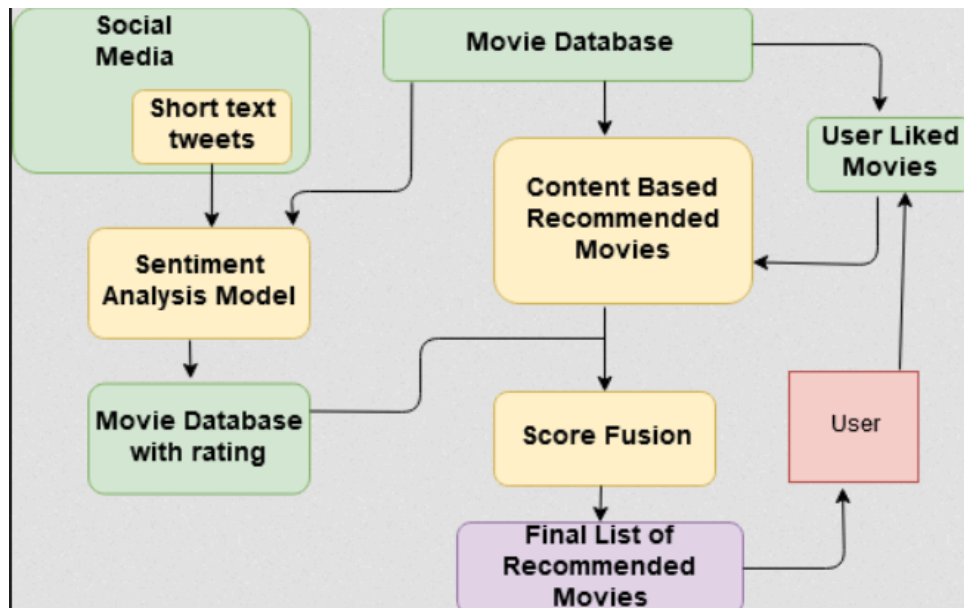 Social
Media
Short text
tweets
Movie Database
User Liked
Movies
Content Based
Recommended
Movies
Sentiment
Analysis Model
Movie Database
with rating
Score Fusion
User
Final List of
Recommended
Movies